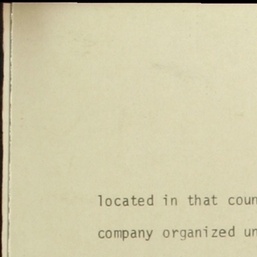 located in that coun
company organized un